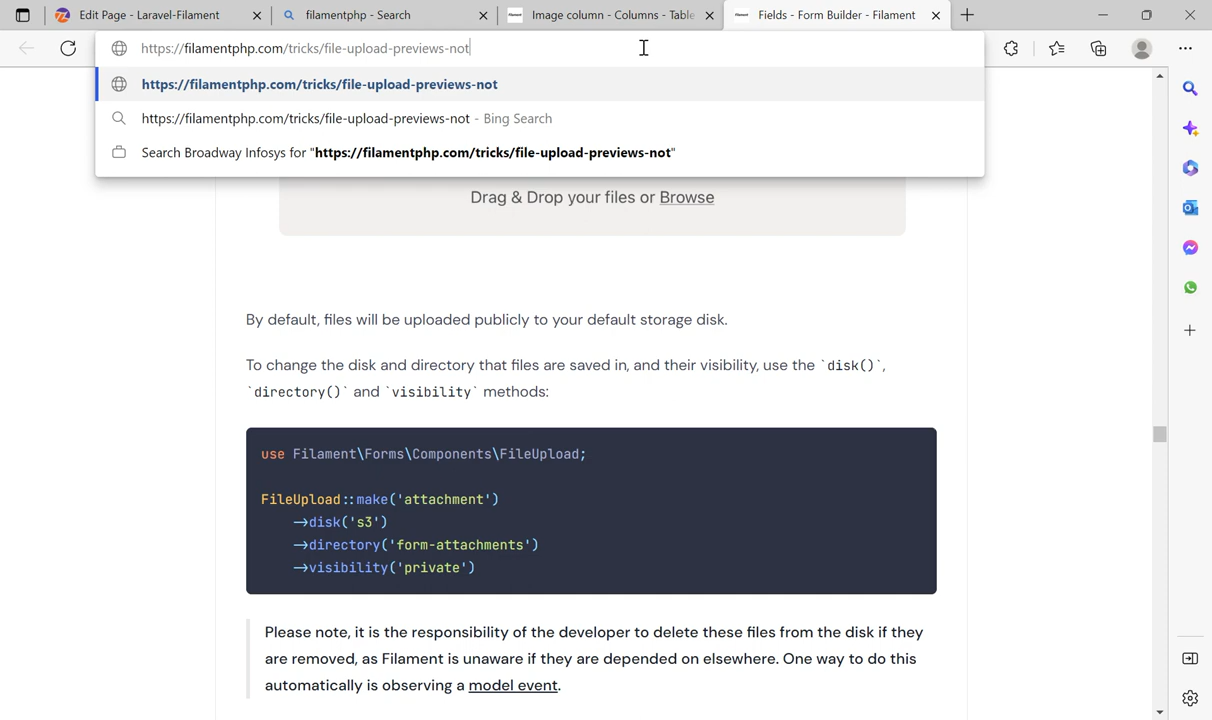 Edit Page - Laravel-Filament
filamentphp - Search
Image column - Columns - Table
Fields - Form Builder - Filament
https://filamentphp.com/tricks/file-upload-previews-not
https://filamentphp.com/tricks/file-upload-previews-not
https://filamentphp.com/tricks/file-upload-previews-not - Bing Search
Search Broadway Infosys for "https://filamentphp.com/tricks/file-upload-previews-not"
Drag & Drop your files or Browse
By default, files will be uploaded publicly to your default storage disk.
To change the disk and directory that files are saved in, and their visibility, use the `disk()`,
`directory()` and `visibility` methods:
use Filament\Forms\Components\FileUpload;
FileUpload::make('attachment')
->disk('s3')
->directory('form-attachments')
->visibility('private')
Please note, it is the responsibility of the developer to delete these files from the disk if they
are removed, as Filament is unaware if they are depended on elsewhere. One way to do this
automatically is observing a model event.